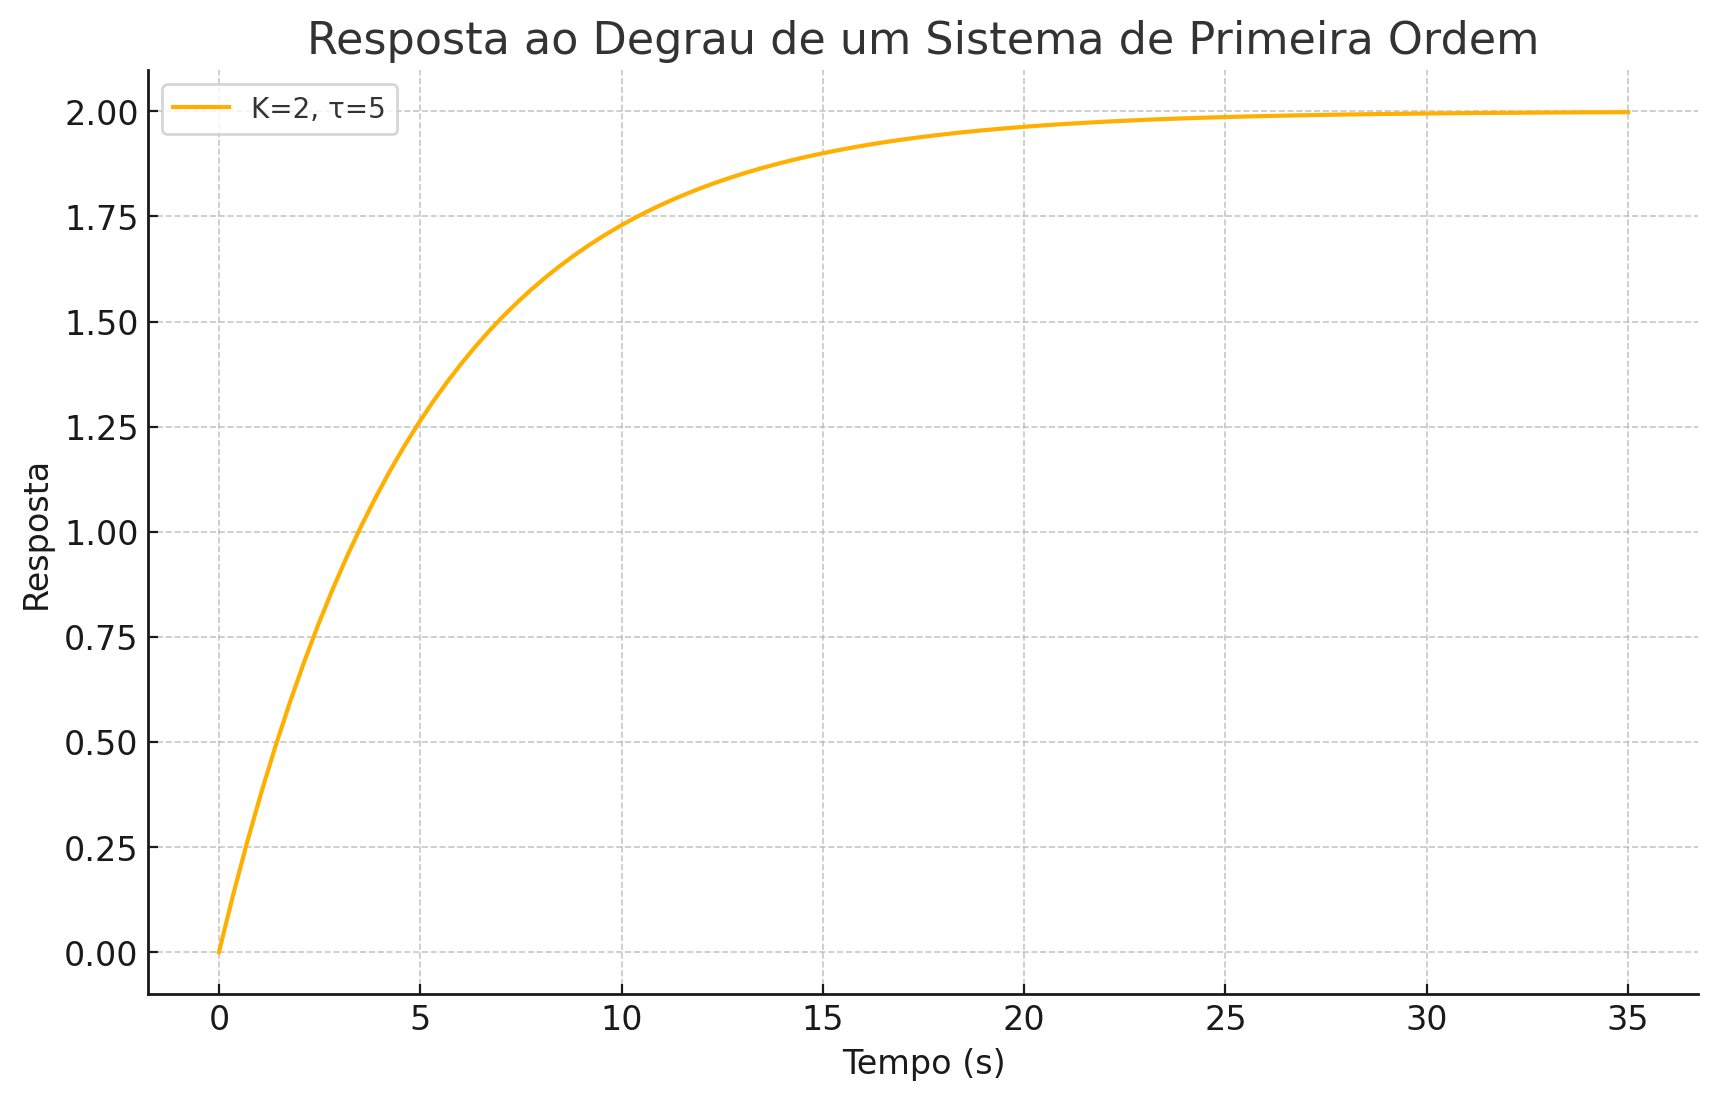 Resposta ao Degrau de um Sistema de Primeira Ordem
K=2, τ=5
2.00
1.75
1.50
1.25
1.00
0.75
0.50
0.25
0.00
Resposta
0 5 10 15 20 25 30 35
Tempo (s)